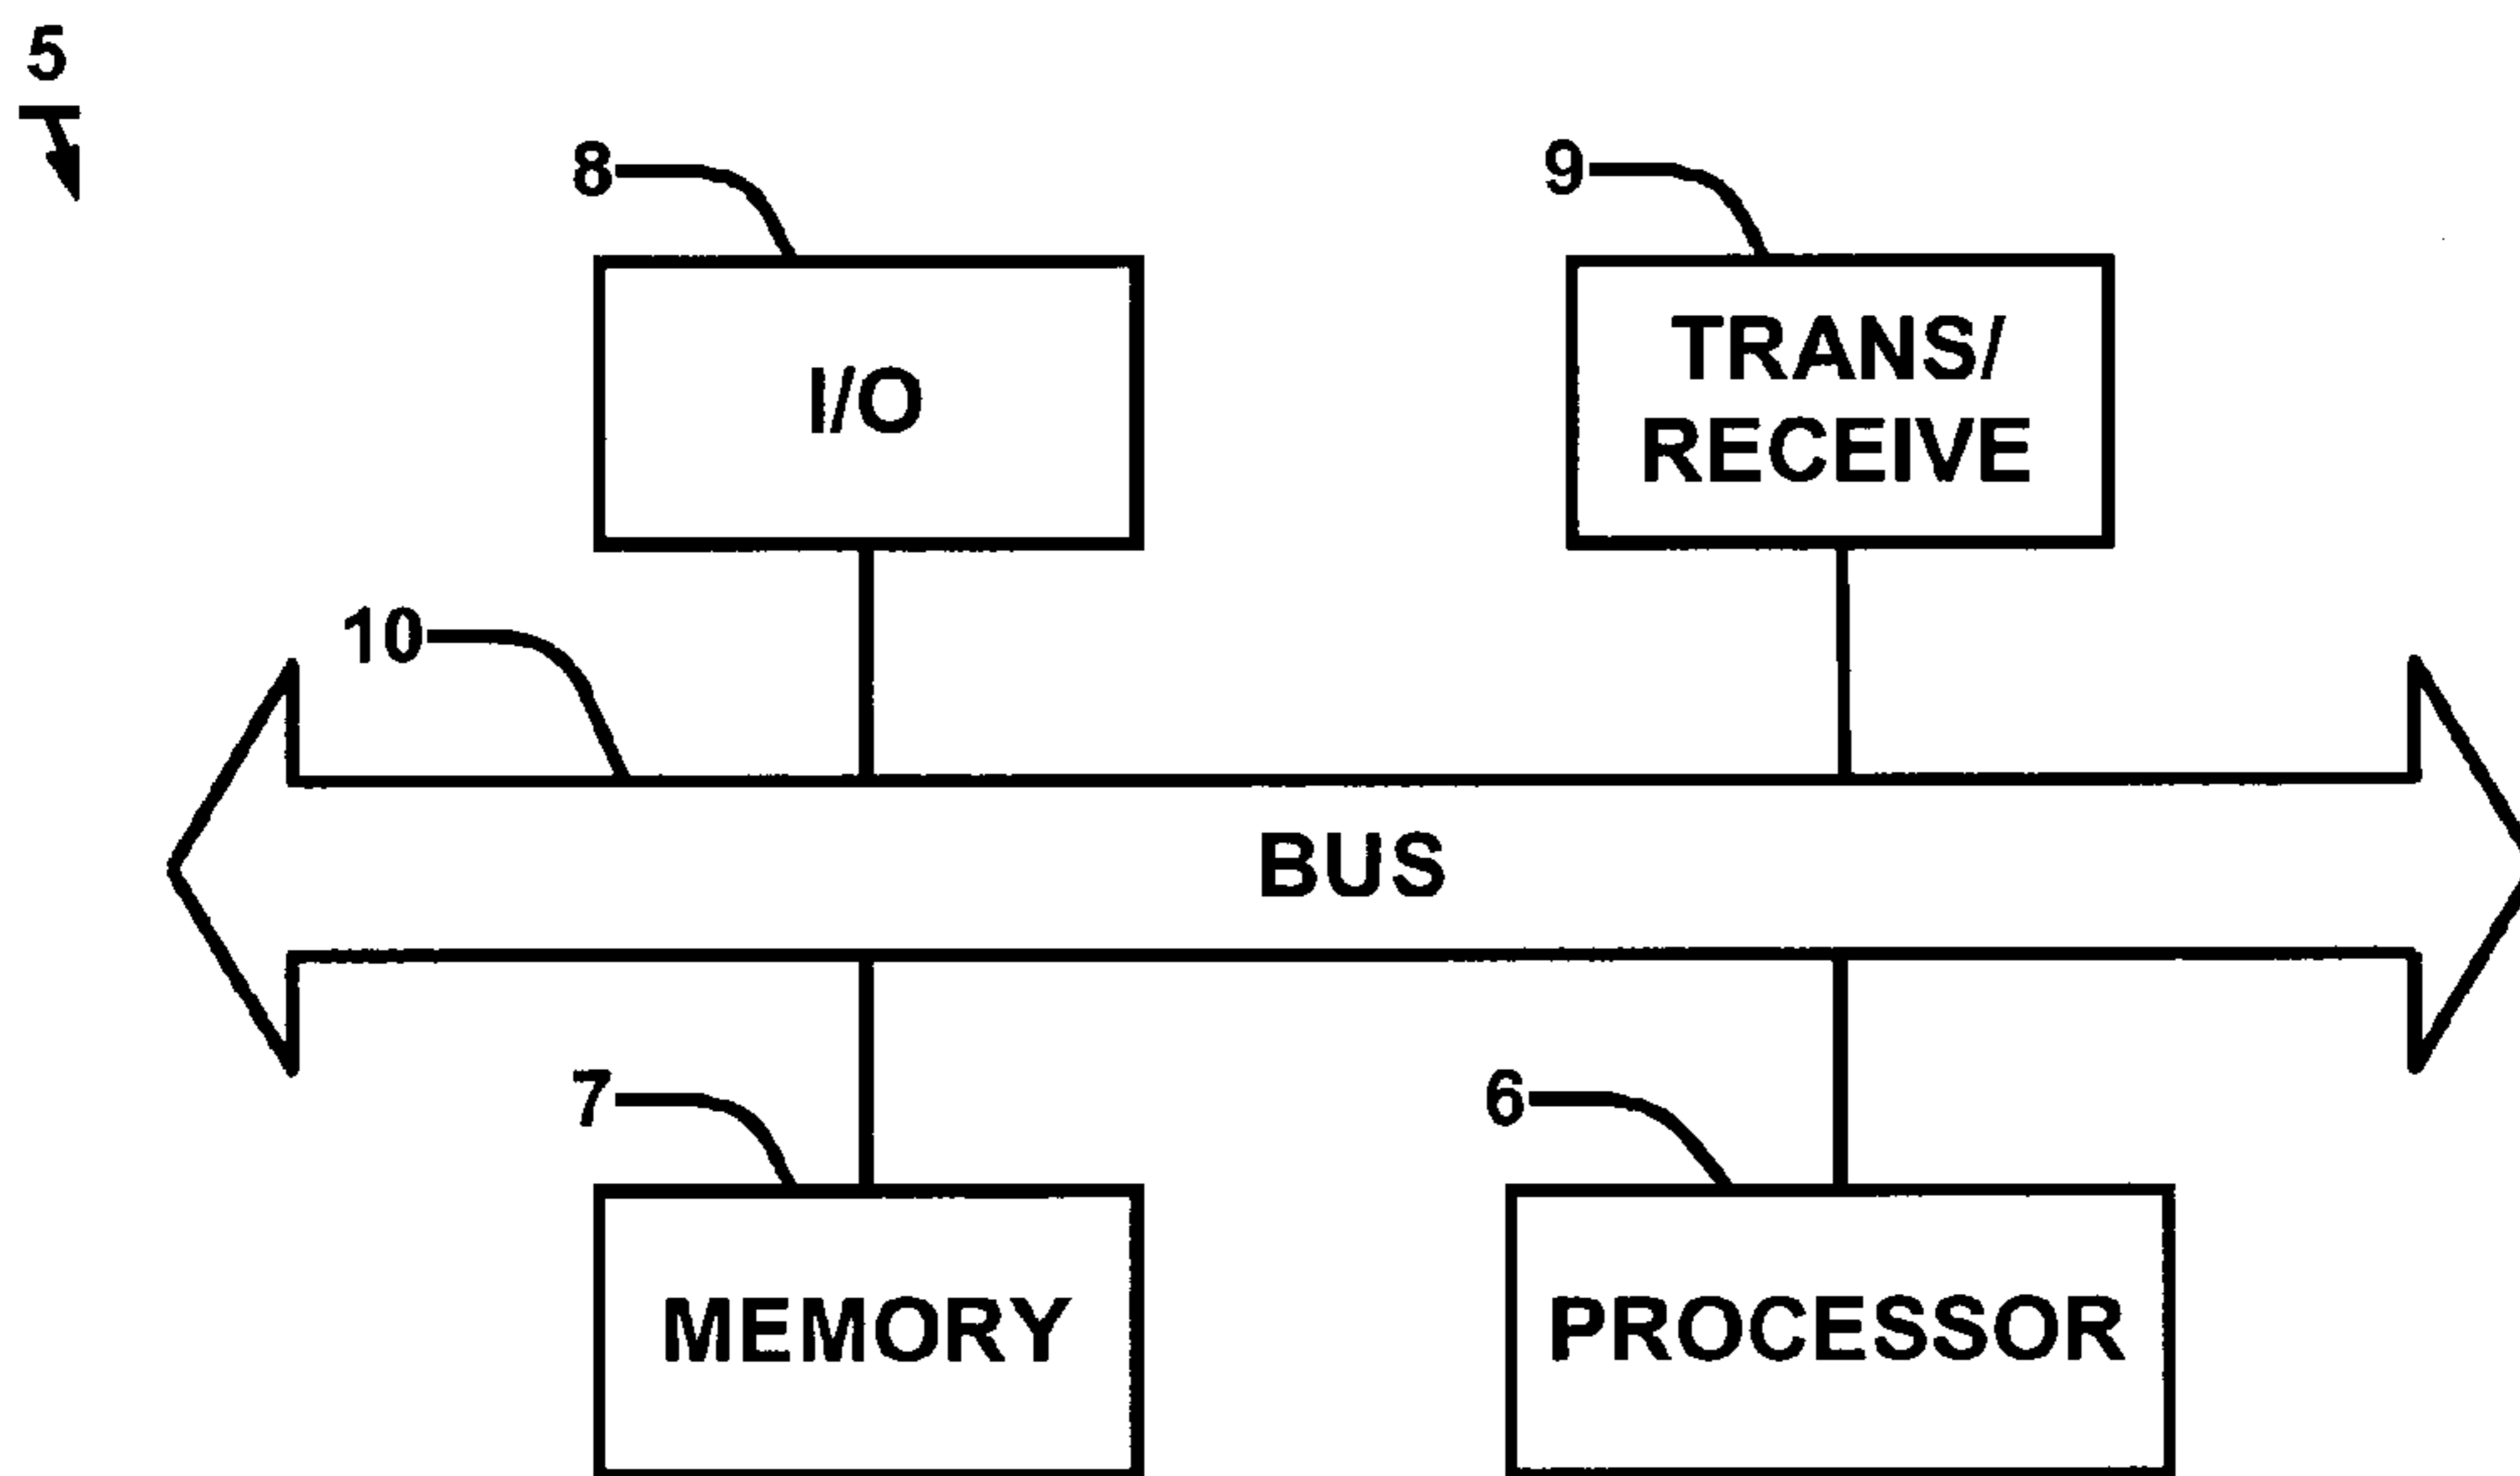 5
8
9
I/O
TRANS/
RECEIVE
10
BUS
7
6
MEMORY
PROCESSOR